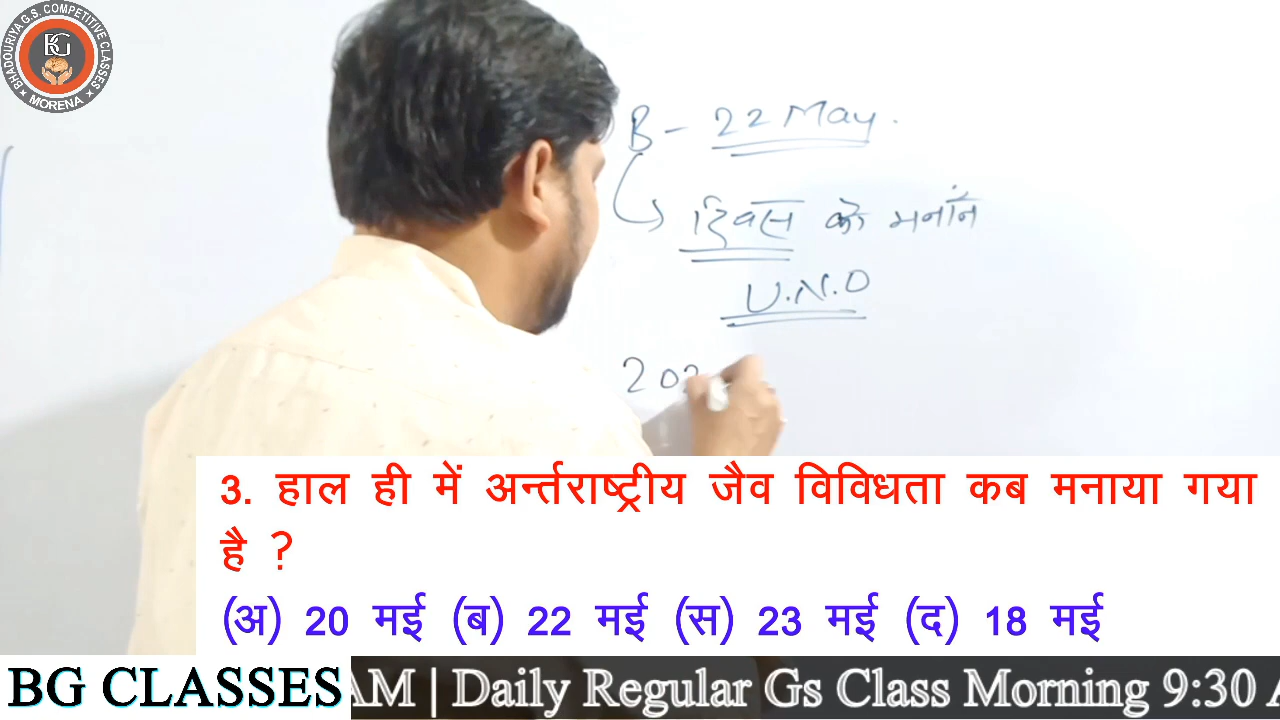 BHADOURIYA G.S. COMPETITIVE CLASSES
BG
★ MORENA ★
B - 22 May.
दिवस को मनाने
U.N.O
202
3. हाल ही में अर्न्तराष्ट्रीय जैव विविधता कब मनाया गया
है ?
(अ) 20 मई (ब) 22 मई (स) 23 मई (द) 18 मई
BG CLASSES AM | Daily Regular Gs Class Morning 9:30 A